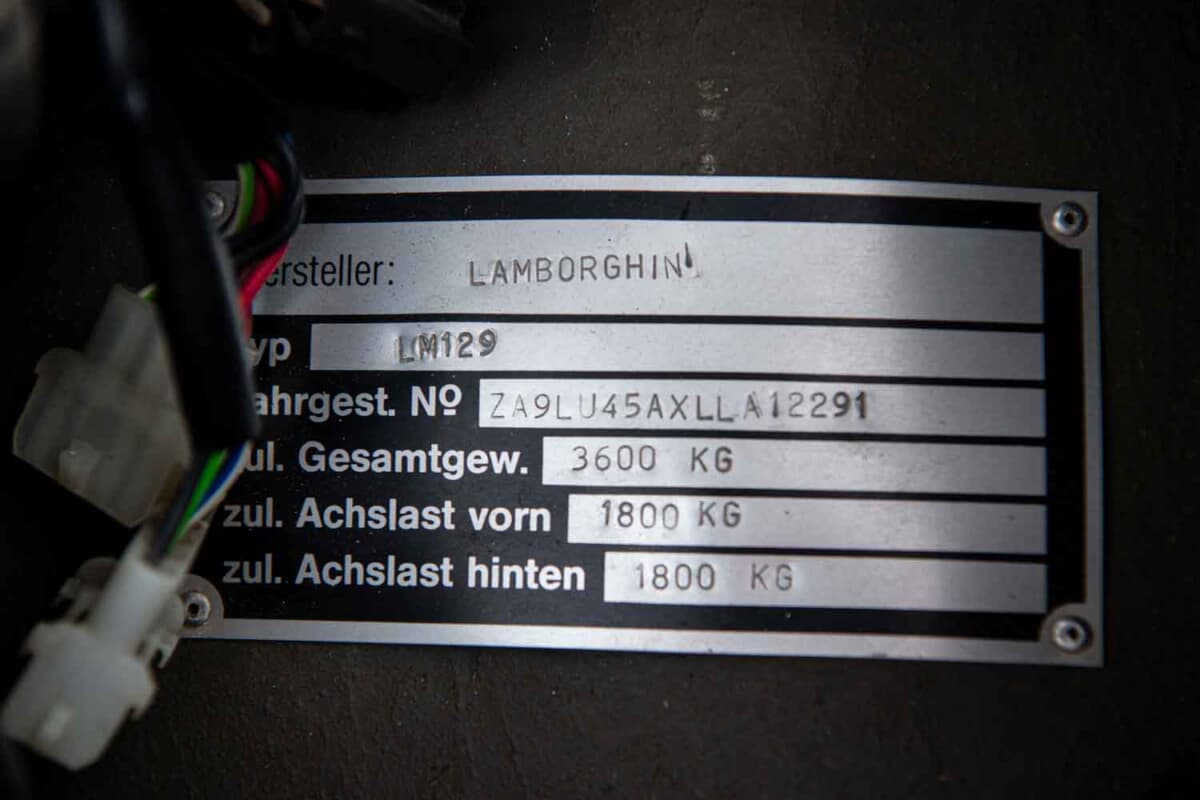 ersteller: LAMBORGHINI
yp LM129
ahrgest. Nº ZA9LU45AXLLA12291
ul. Gesamtgew. 3600 KG
zul. Achslast vorn 1800 KG
zul. Achslast hinten 1800 KG